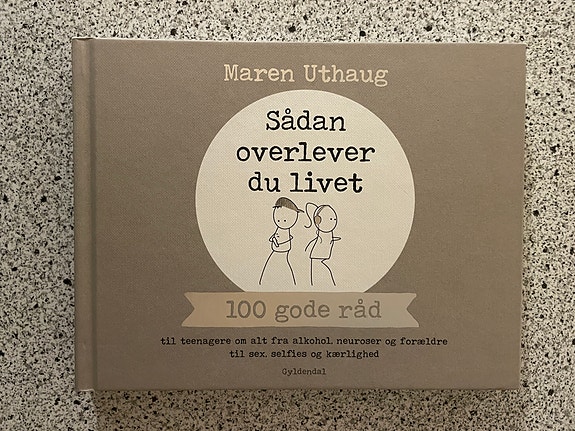 Maren Uthaug
Sådan
overlever
du livet
100 gode råd
til teenagere om alt fra alkohol, neuroser og forældre
til sex, selfies og kærlighed
Gyldendal